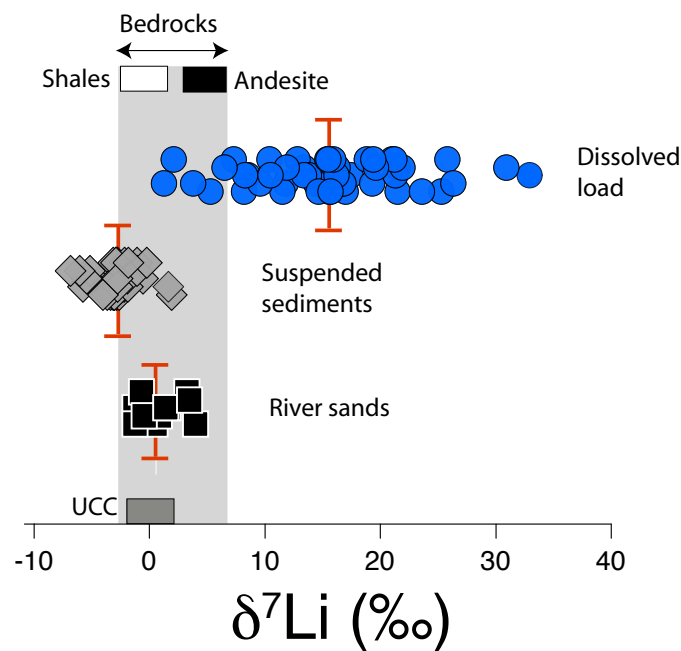 Bedrocks
Shales
Andesite
Dissolved
load
Suspended
sediments
River sands
UCC
-10 0 10 20 30 40
δ⁷Li (‰)